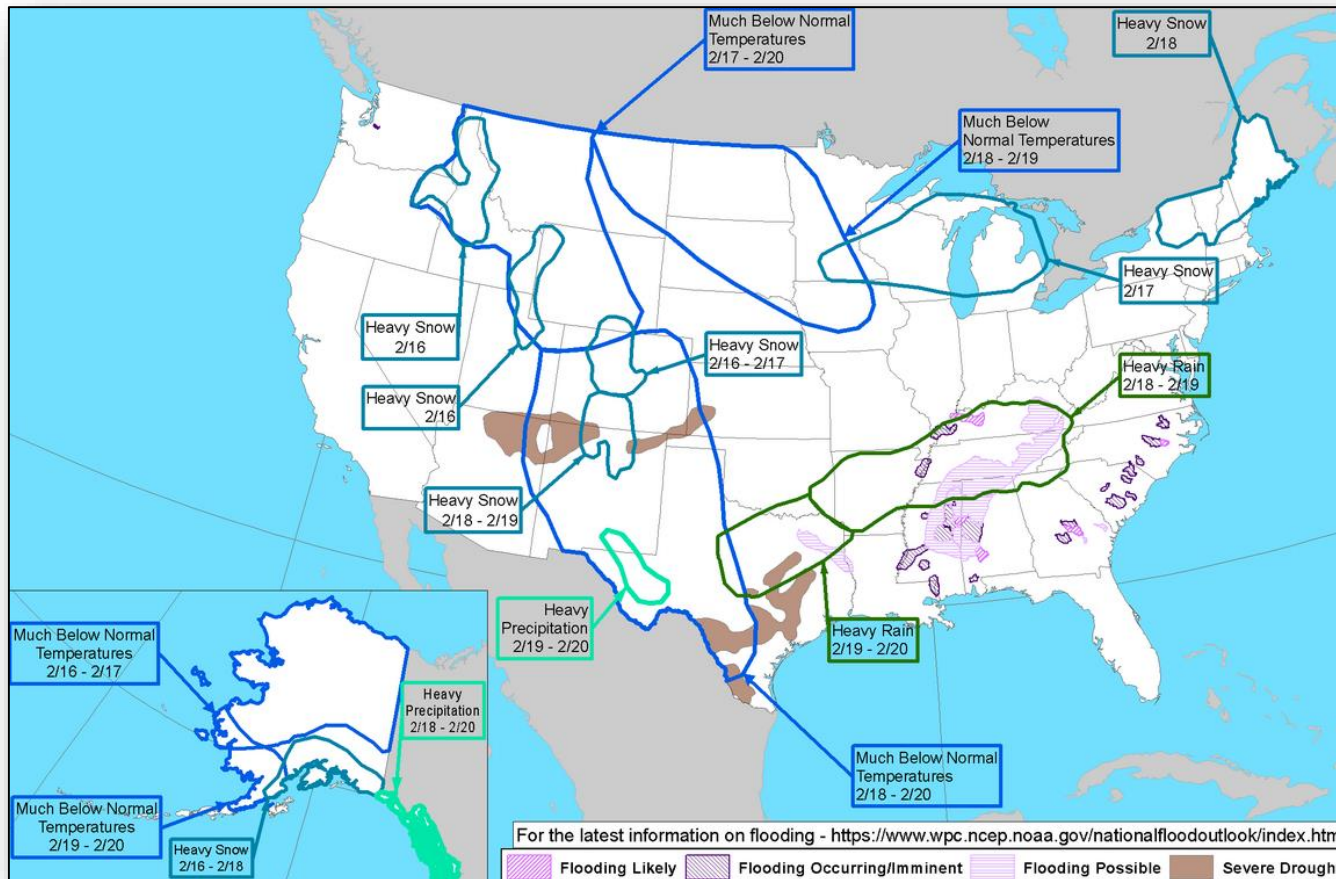 Much Below Normal
Temperatures
2/17 - 2/20
Heavy Snow
2/18
Much Below
Normal Temperatures
2/18 - 2/19
Heavy Snow
2/17
Heavy Snow
2/16
Heavy Snow
2/16 - 2/17
Heavy Rain
2/18 - 2/19
Heavy Snow
2/16
Heavy Snow
2/18 - 2/19
Heavy
Precipitation
2/19 - 2/20
Heavy Rain
2/19 - 2/20
Much Below Normal
Temperatures
2/16 - 2/17
Heavy
Precipitation
2/18 - 2/20
Much Below Normal
Temperatures
2/18 - 2/20
Much Below Normal
Temperatures
2/19 - 2/20
Heavy Snow
2/16 - 2/18
For the latest information on flooding - https://www.wpc.ncep.noaa.gov/nationalfloodoutlook/index.htm
Flooding Likely
Flooding Occurring/Imminent
Flooding Possible
Severe Drough